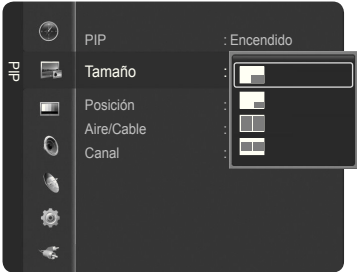 PIP
PIP : Encendido
Tamaño :
Posición :
Aire/Cable :
Canal :